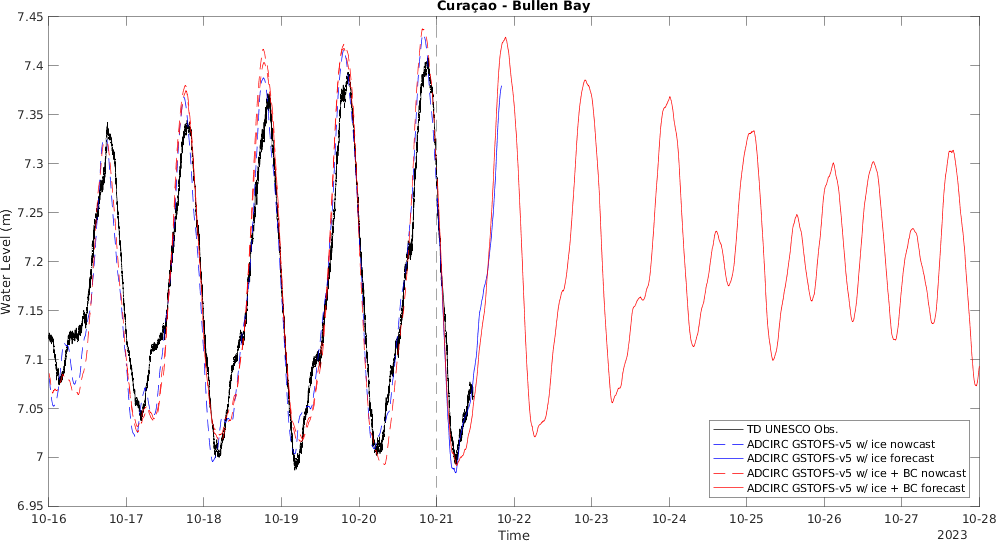 Curaçao - Bullen Bay
7.45
7.4
7.35
7.3
7.25
7.2
7.15
7.1
7.05
7
6.95
Water Level (m)
TD UNESCO Obs.
ADCIRC GSTOFS-v5 w/ ice nowcast
ADCIRC GSTOFS-v5 w/ ice forecast
ADCIRC GSTOFS-v5 w/ ice + BC nowcast
ADCIRC GSTOFS-v5 w/ ice + BC forecast
10-16 10-17 10-18 10-19 10-20 10-21 10-22 10-23 10-24 10-25 10-26 10-27 10-28
Time
2023